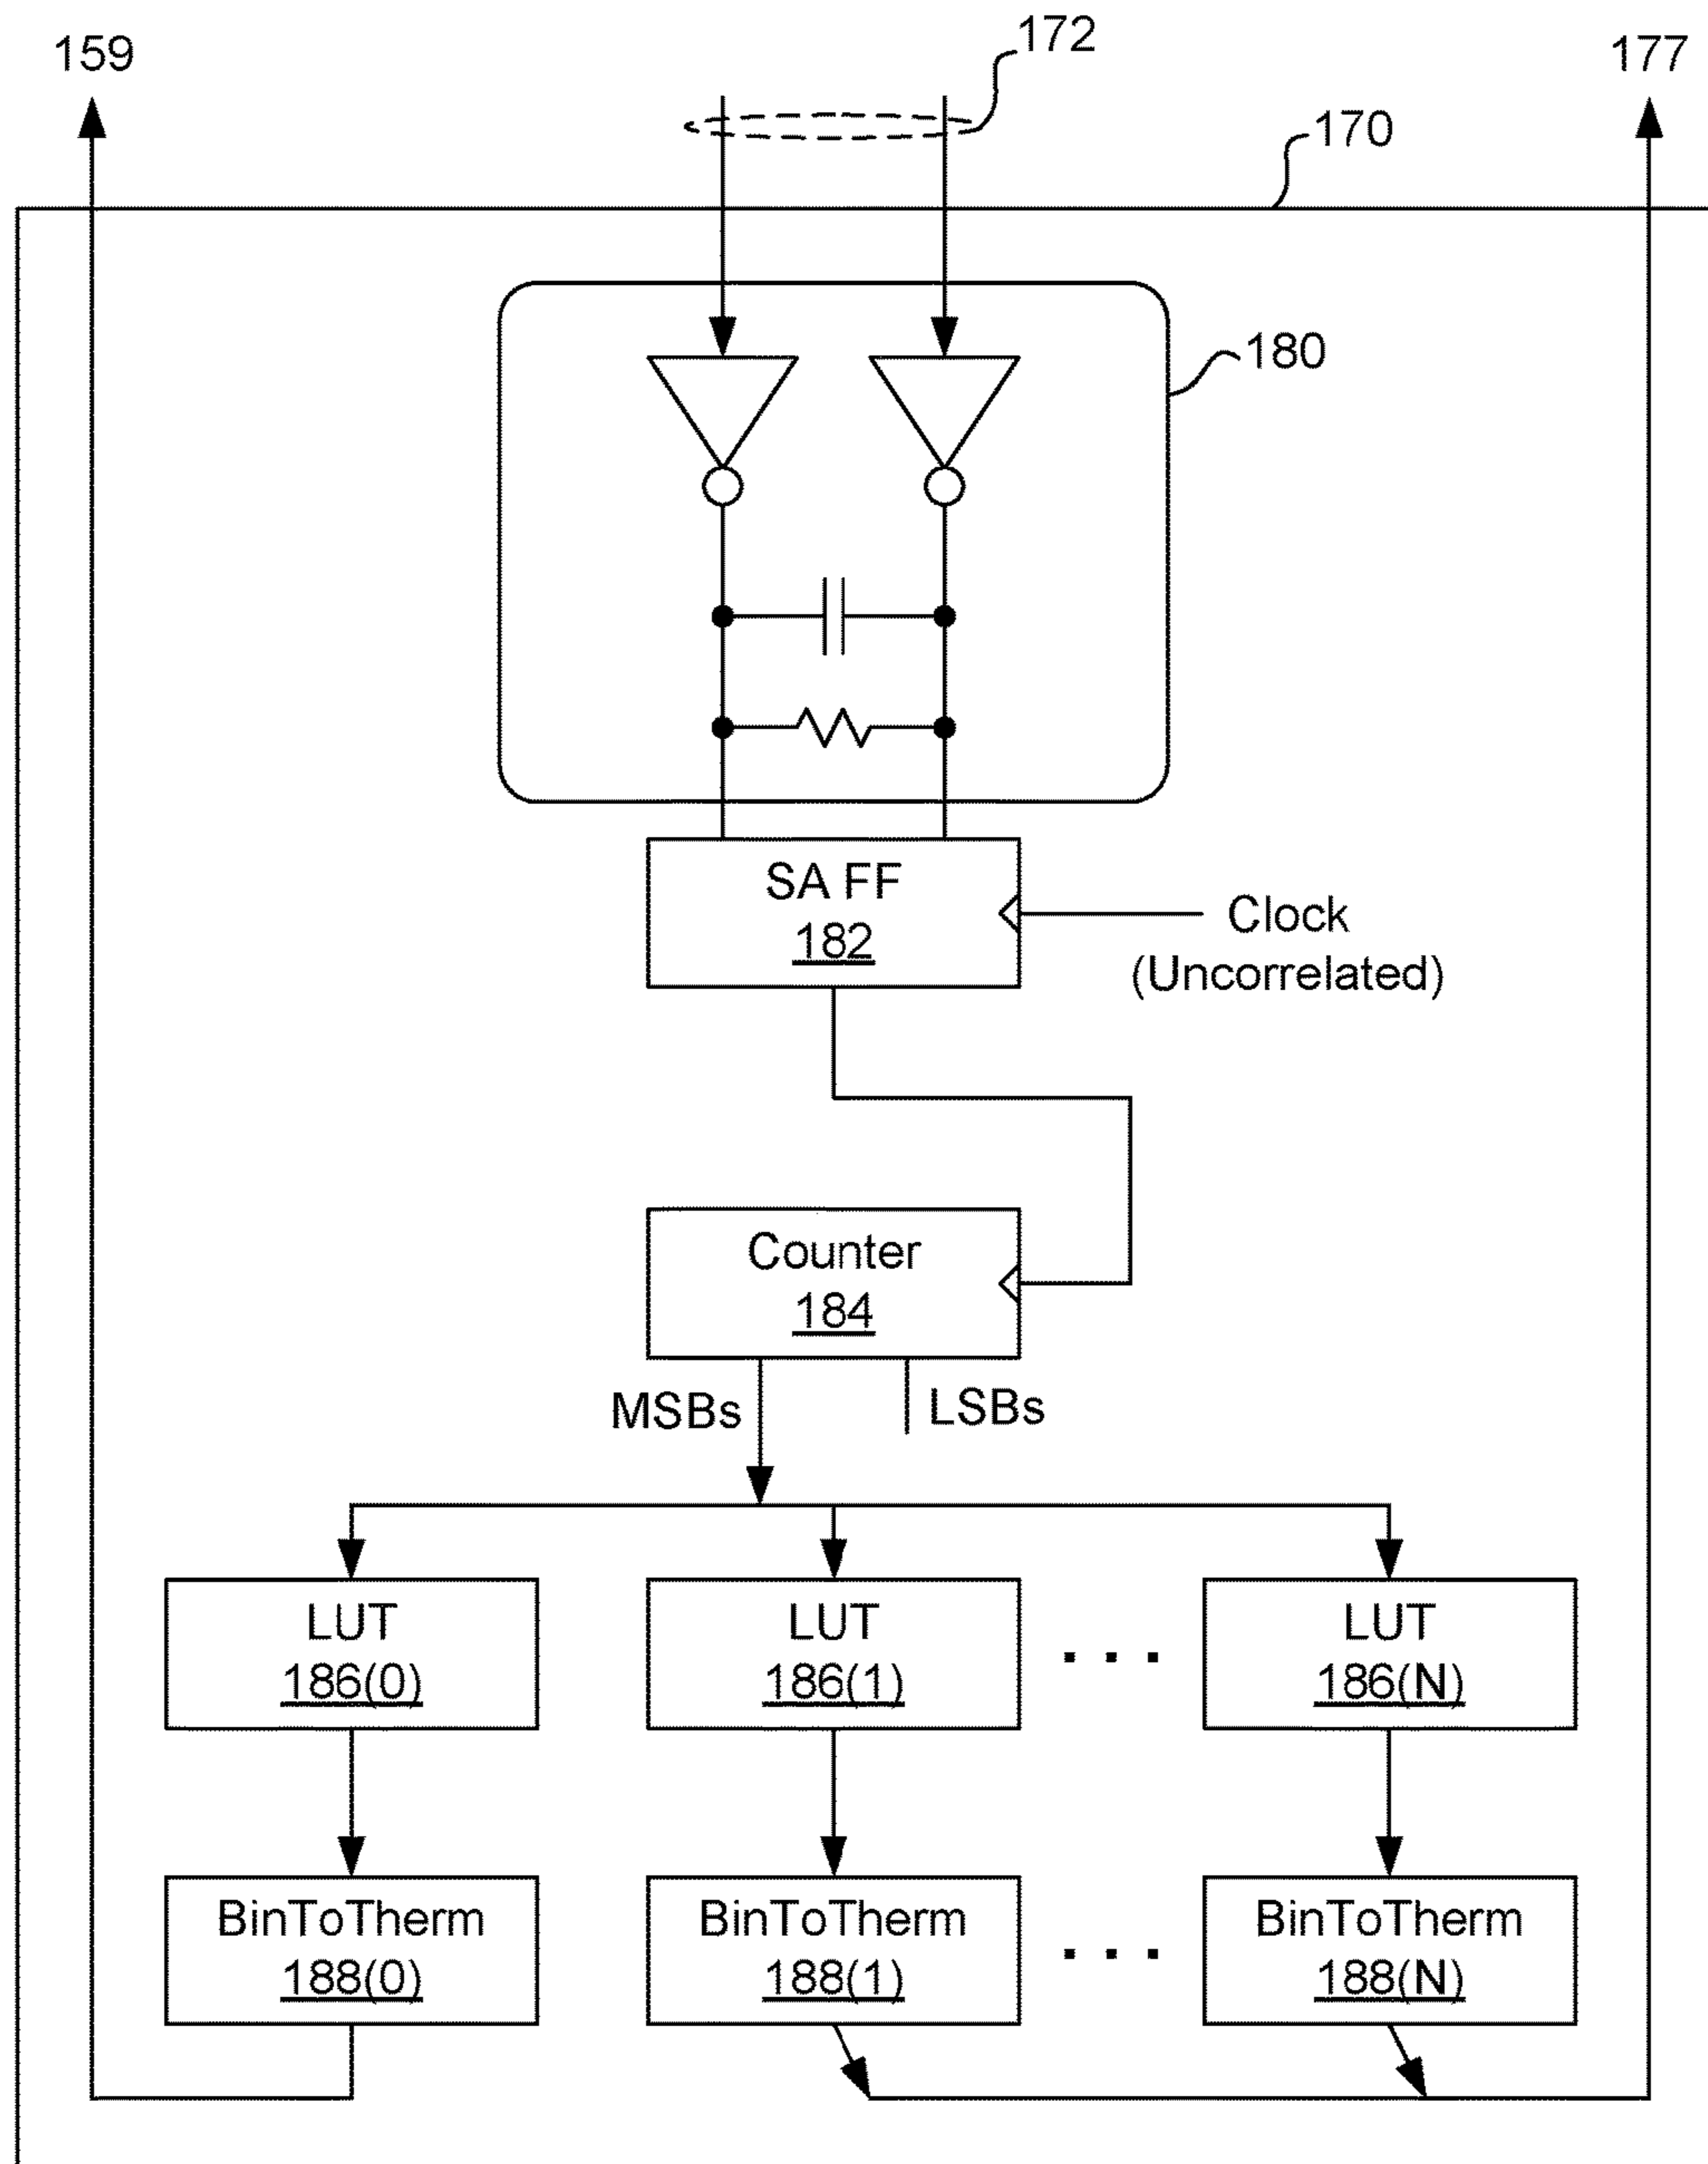 172
159
177
170
180
SA FF
182
Clock
(Uncorrelated)
Counter
184
MSBs
LSBs
LUT
186(0)
LUT
186(1)
. . .
LUT
186(N)
BinToTherm
188(0)
BinToTherm
188(1)
. . .
BinToTherm
188(N)